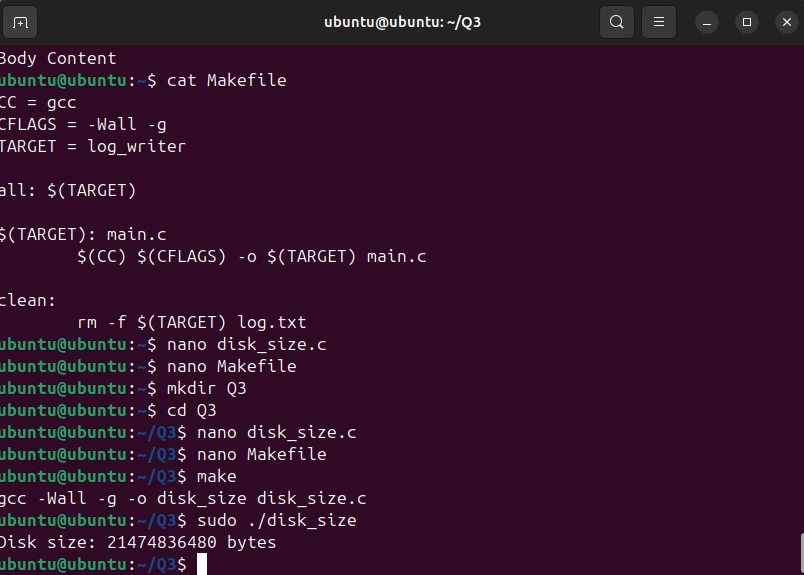 ubuntu@ubuntu: ~/Q3
Body Content
ubuntu@ubuntu:~$ cat Makefile
CC = gcc
CFLAGS = -Wall -g
TARGET = log_writer
all: $(TARGET)
$(TARGET): main.c
        $(CC) $(CFLAGS) -o $(TARGET) main.c
clean:
        rm -f $(TARGET) log.txt
ubuntu@ubuntu:~$ nano disk_size.c
ubuntu@ubuntu:~$ nano Makefile
ubuntu@ubuntu:~$ mkdir Q3
ubuntu@ubuntu:~$ cd Q3
ubuntu@ubuntu:~/Q3$ nano disk_size.c
ubuntu@ubuntu:~/Q3$ nano Makefile
ubuntu@ubuntu:~/Q3$ make
gcc -Wall -g -o disk_size disk_size.c
ubuntu@ubuntu:~/Q3$ sudo ./disk_size
Disk size: 21474836480 bytes
ubuntu@ubuntu:~/Q3$